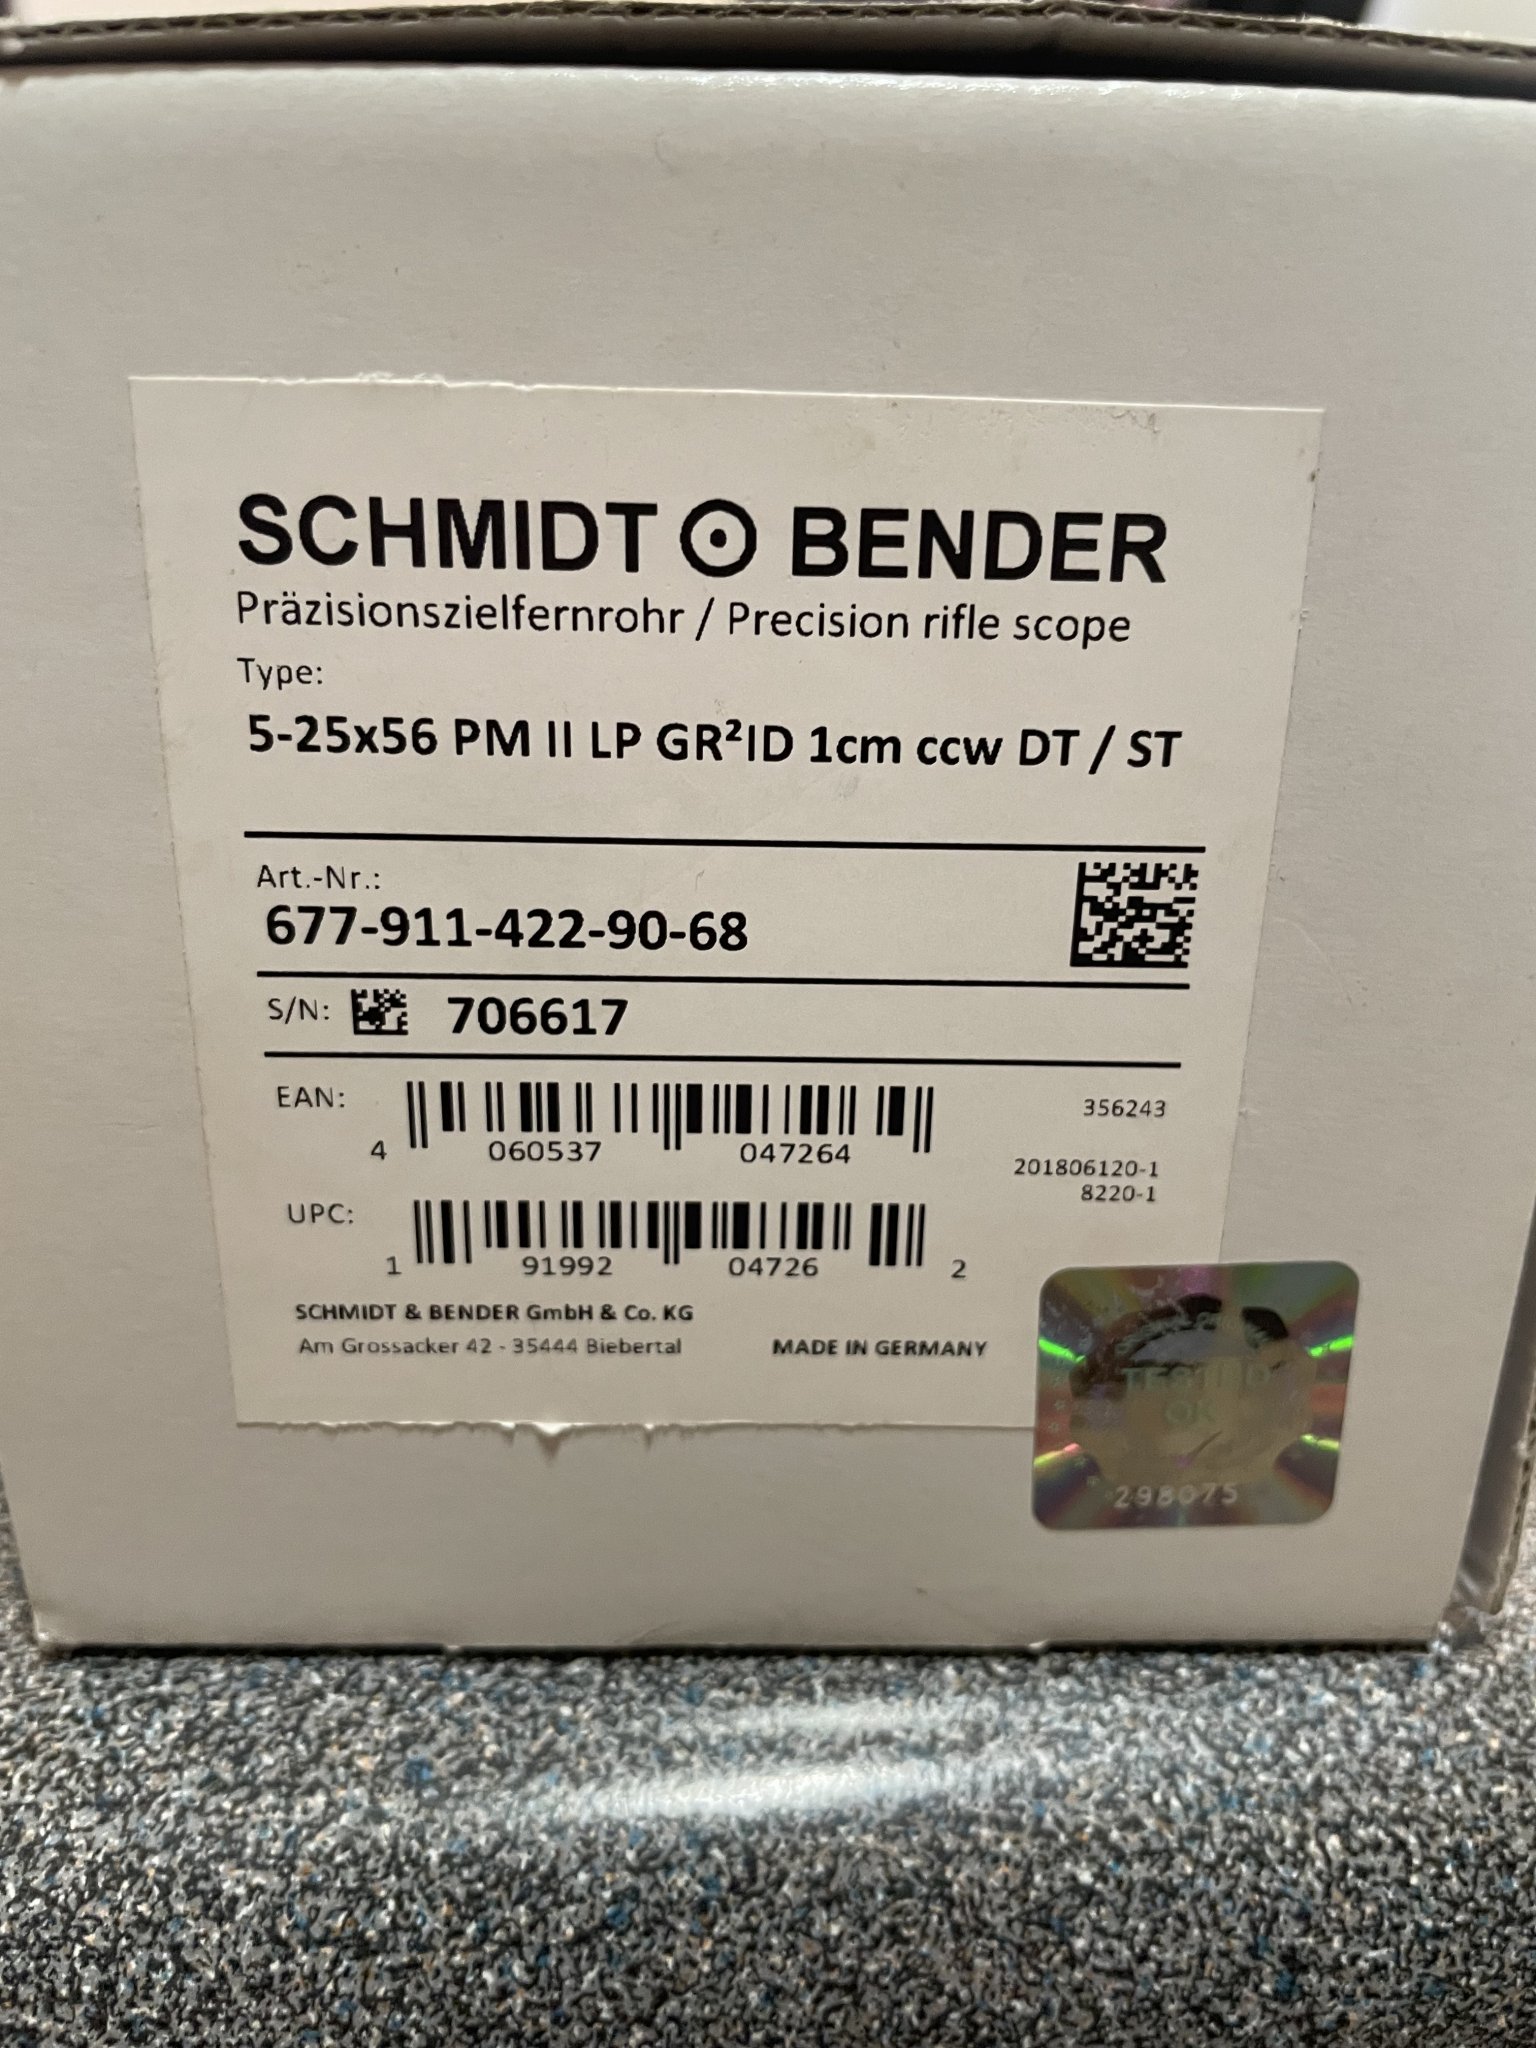 SCHMIDT BENDER
Präzisionszielfernrohr / Precision rifle scope
Type:
5-25x56 PM II LP GR²ID 1cm ccw DT / ST
Art.-Nr.:
677-911-422-90-68
S/N: 706617
EAN:
4 060537 047264
356243
201806120-1
8220-1
UPC:
1 91992 04726 2
SCHMIDT & BENDER GmbH & Co. KG
Am Grossacker 42 - 35444 Biebertal MADE IN GERMANY
TESTED
OK
298075